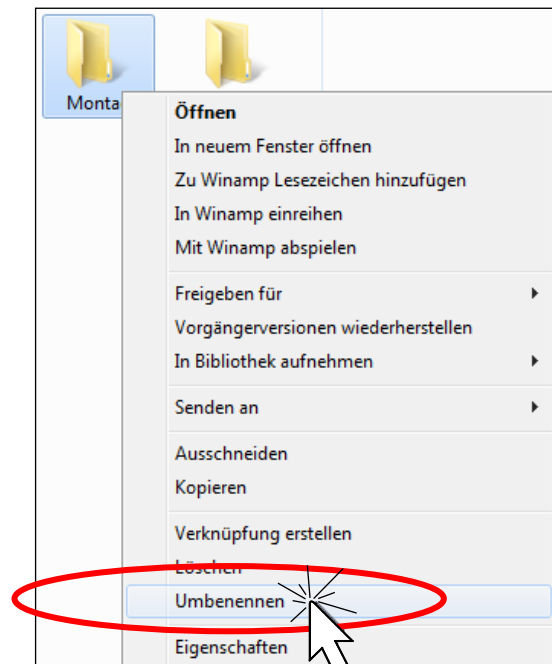 Monta
Öffnen
In neuem Fenster öffnen
Zu Winamp Lesezeichen hinzufügen
In Winamp einreihen
Mit Winamp abspielen
Freigeben für
Vorgängerversionen wiederherstellen
In Bibliothek aufnehmen
Senden an
Ausschneiden
Kopieren
Verknüpfung erstellen
Löschen
Umbenennen
Eigenschaften